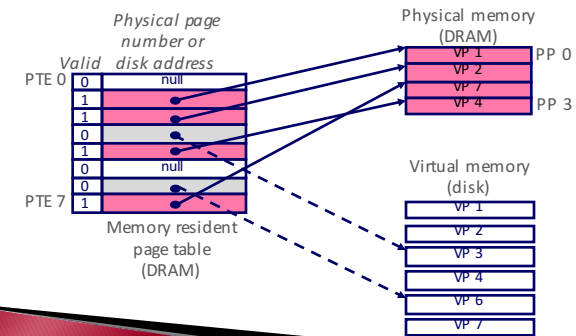 Physical page
number or
Valid disk address
PTE 0 0 null
1
1
0
1
0 null
0
PTE 7 1
Memory resident
page table
(DRAM)
Physical memory
(DRAM)
VP 1 PP 0
VP 2
VP 7
VP 4 PP 3
Virtual memory
(disk)
VP 1
VP 2
VP 3
VP 4
VP 6
VP 7